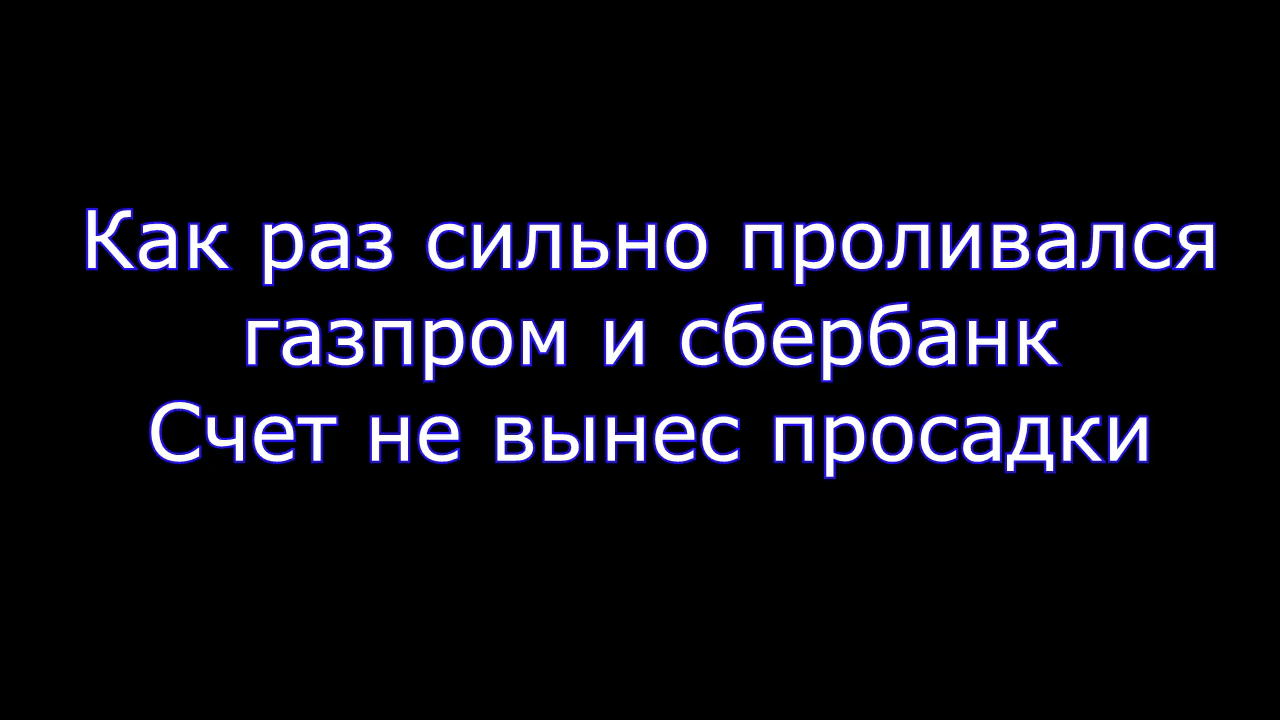 Как раз сильно проливался
газпром и сбербанк
Счет не вынес просадки